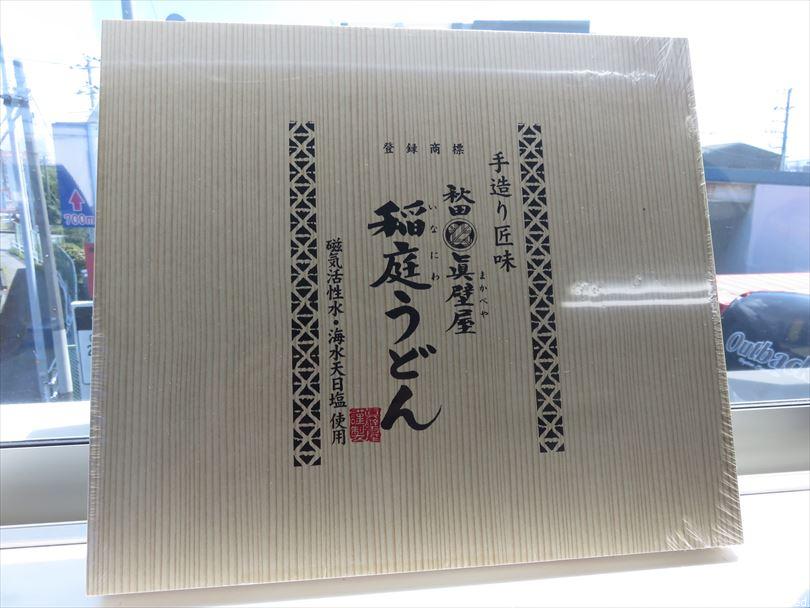 登録商標
手造り匠味
秋田 眞壁屋
まかべや
稲庭うどん
いなにわ
磁気活性水・海水天日塩使用
700m
Outback